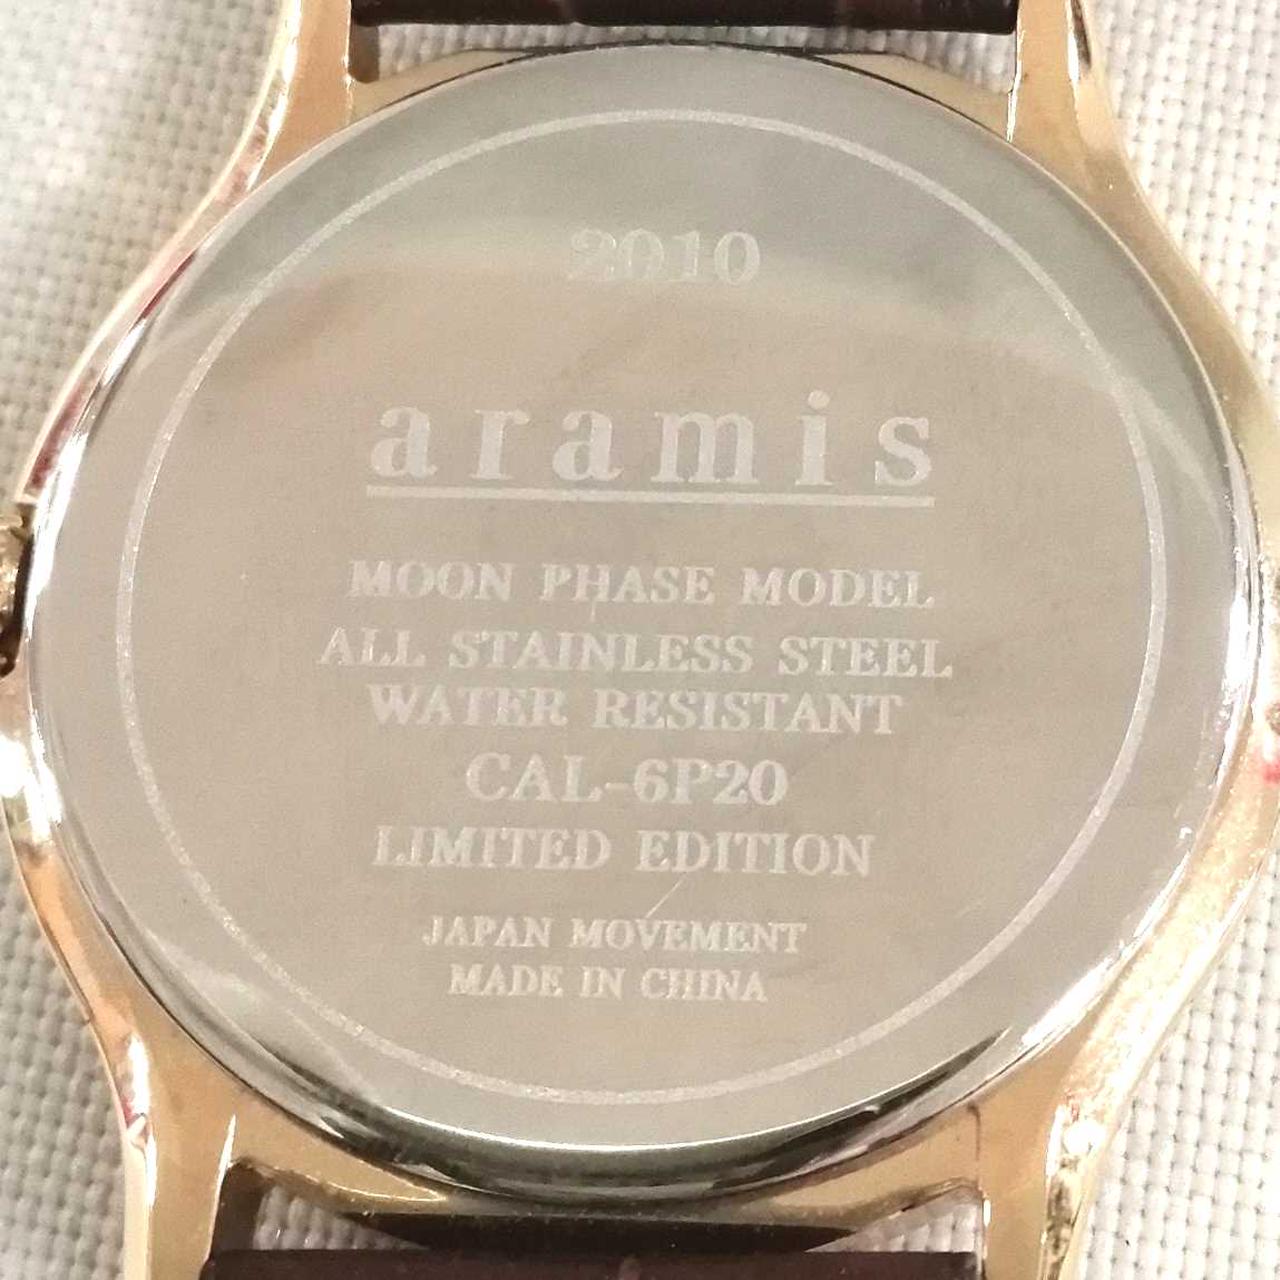 2010
aramis
MOON PHASE MODEL
ALL STAINLESS STEEL
WATER RESISTANT
CAL-6P20
LIMITED EDITION
JAPAN MOVEMENT
MADE IN CHINA